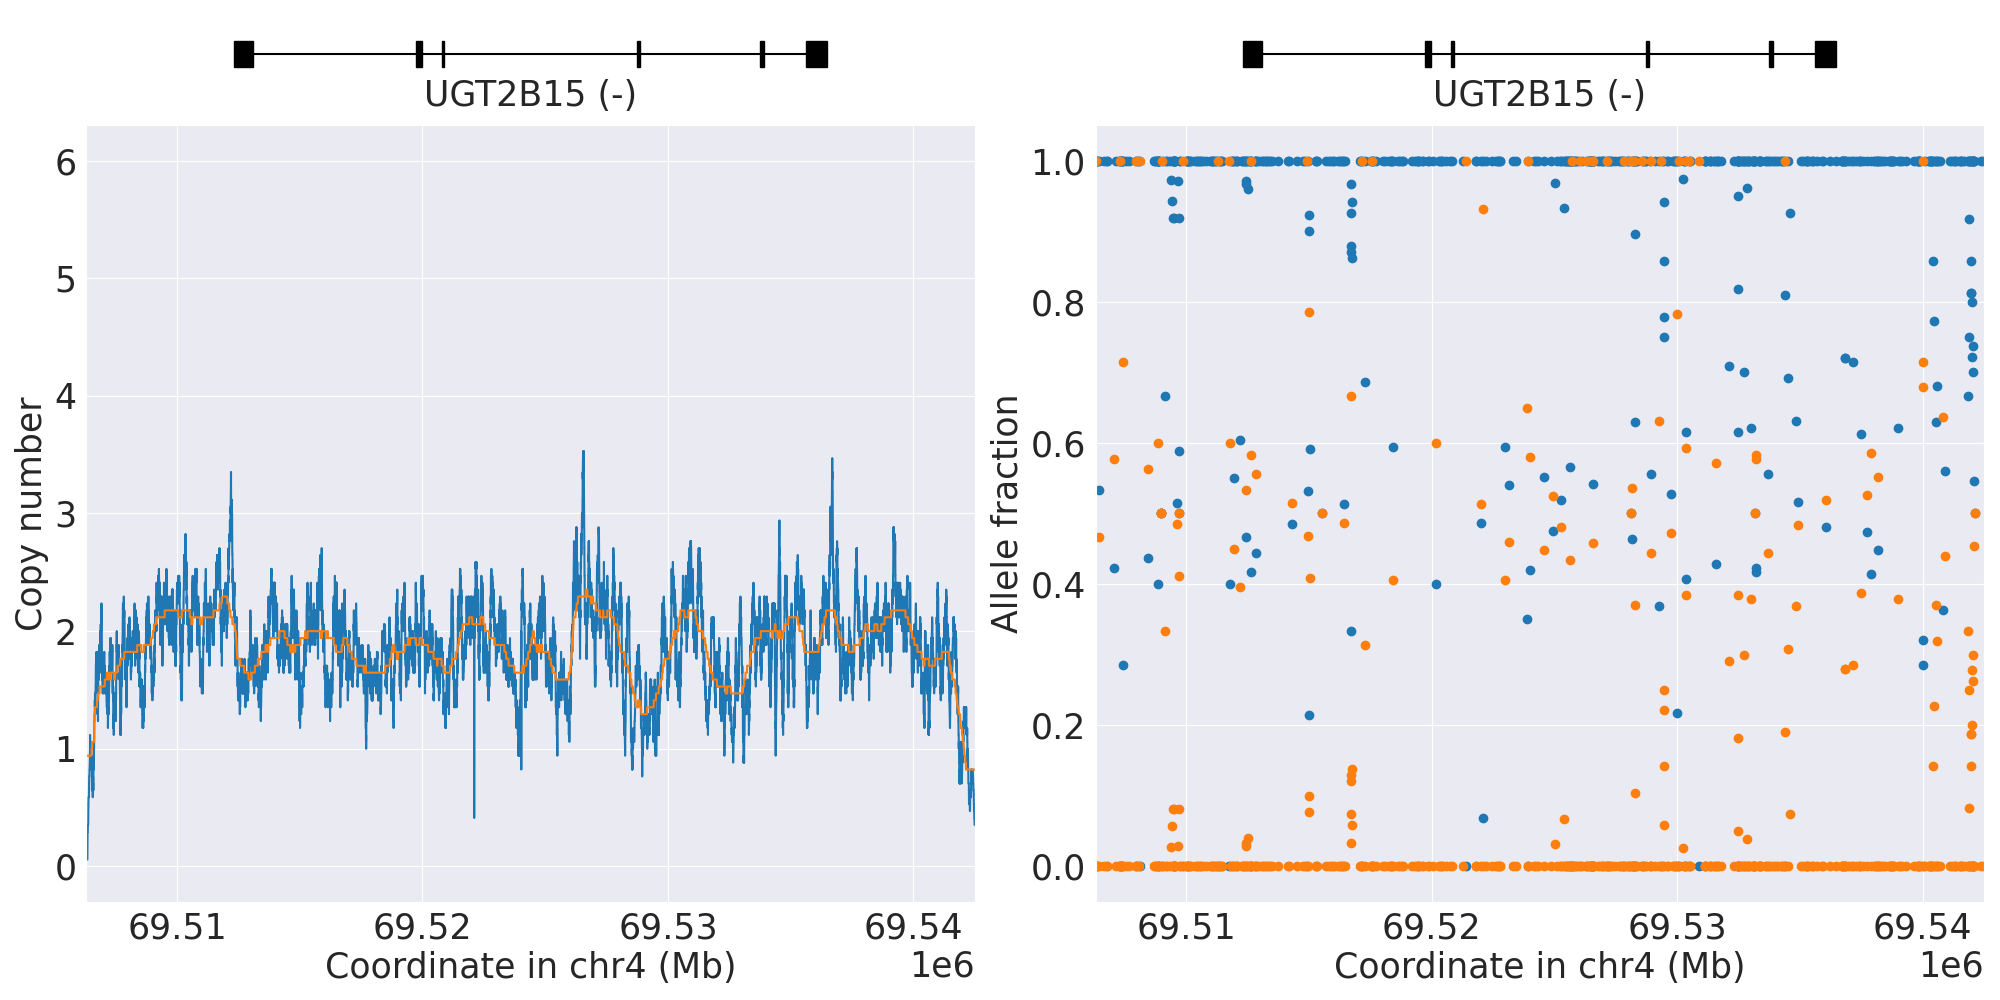 UGT2B15 (-)
6
5
4
3
2
1
0
Copy number
69.51 69.52 69.53 69.54
Coordinate in chr4 (Mb)
1e6
UGT2B15 (-)
1.0
0.8
0.6
0.4
0.2
0.0
Allele fraction
69.51 69.52 69.53 69.54
Coordinate in chr4 (Mb)
1e6